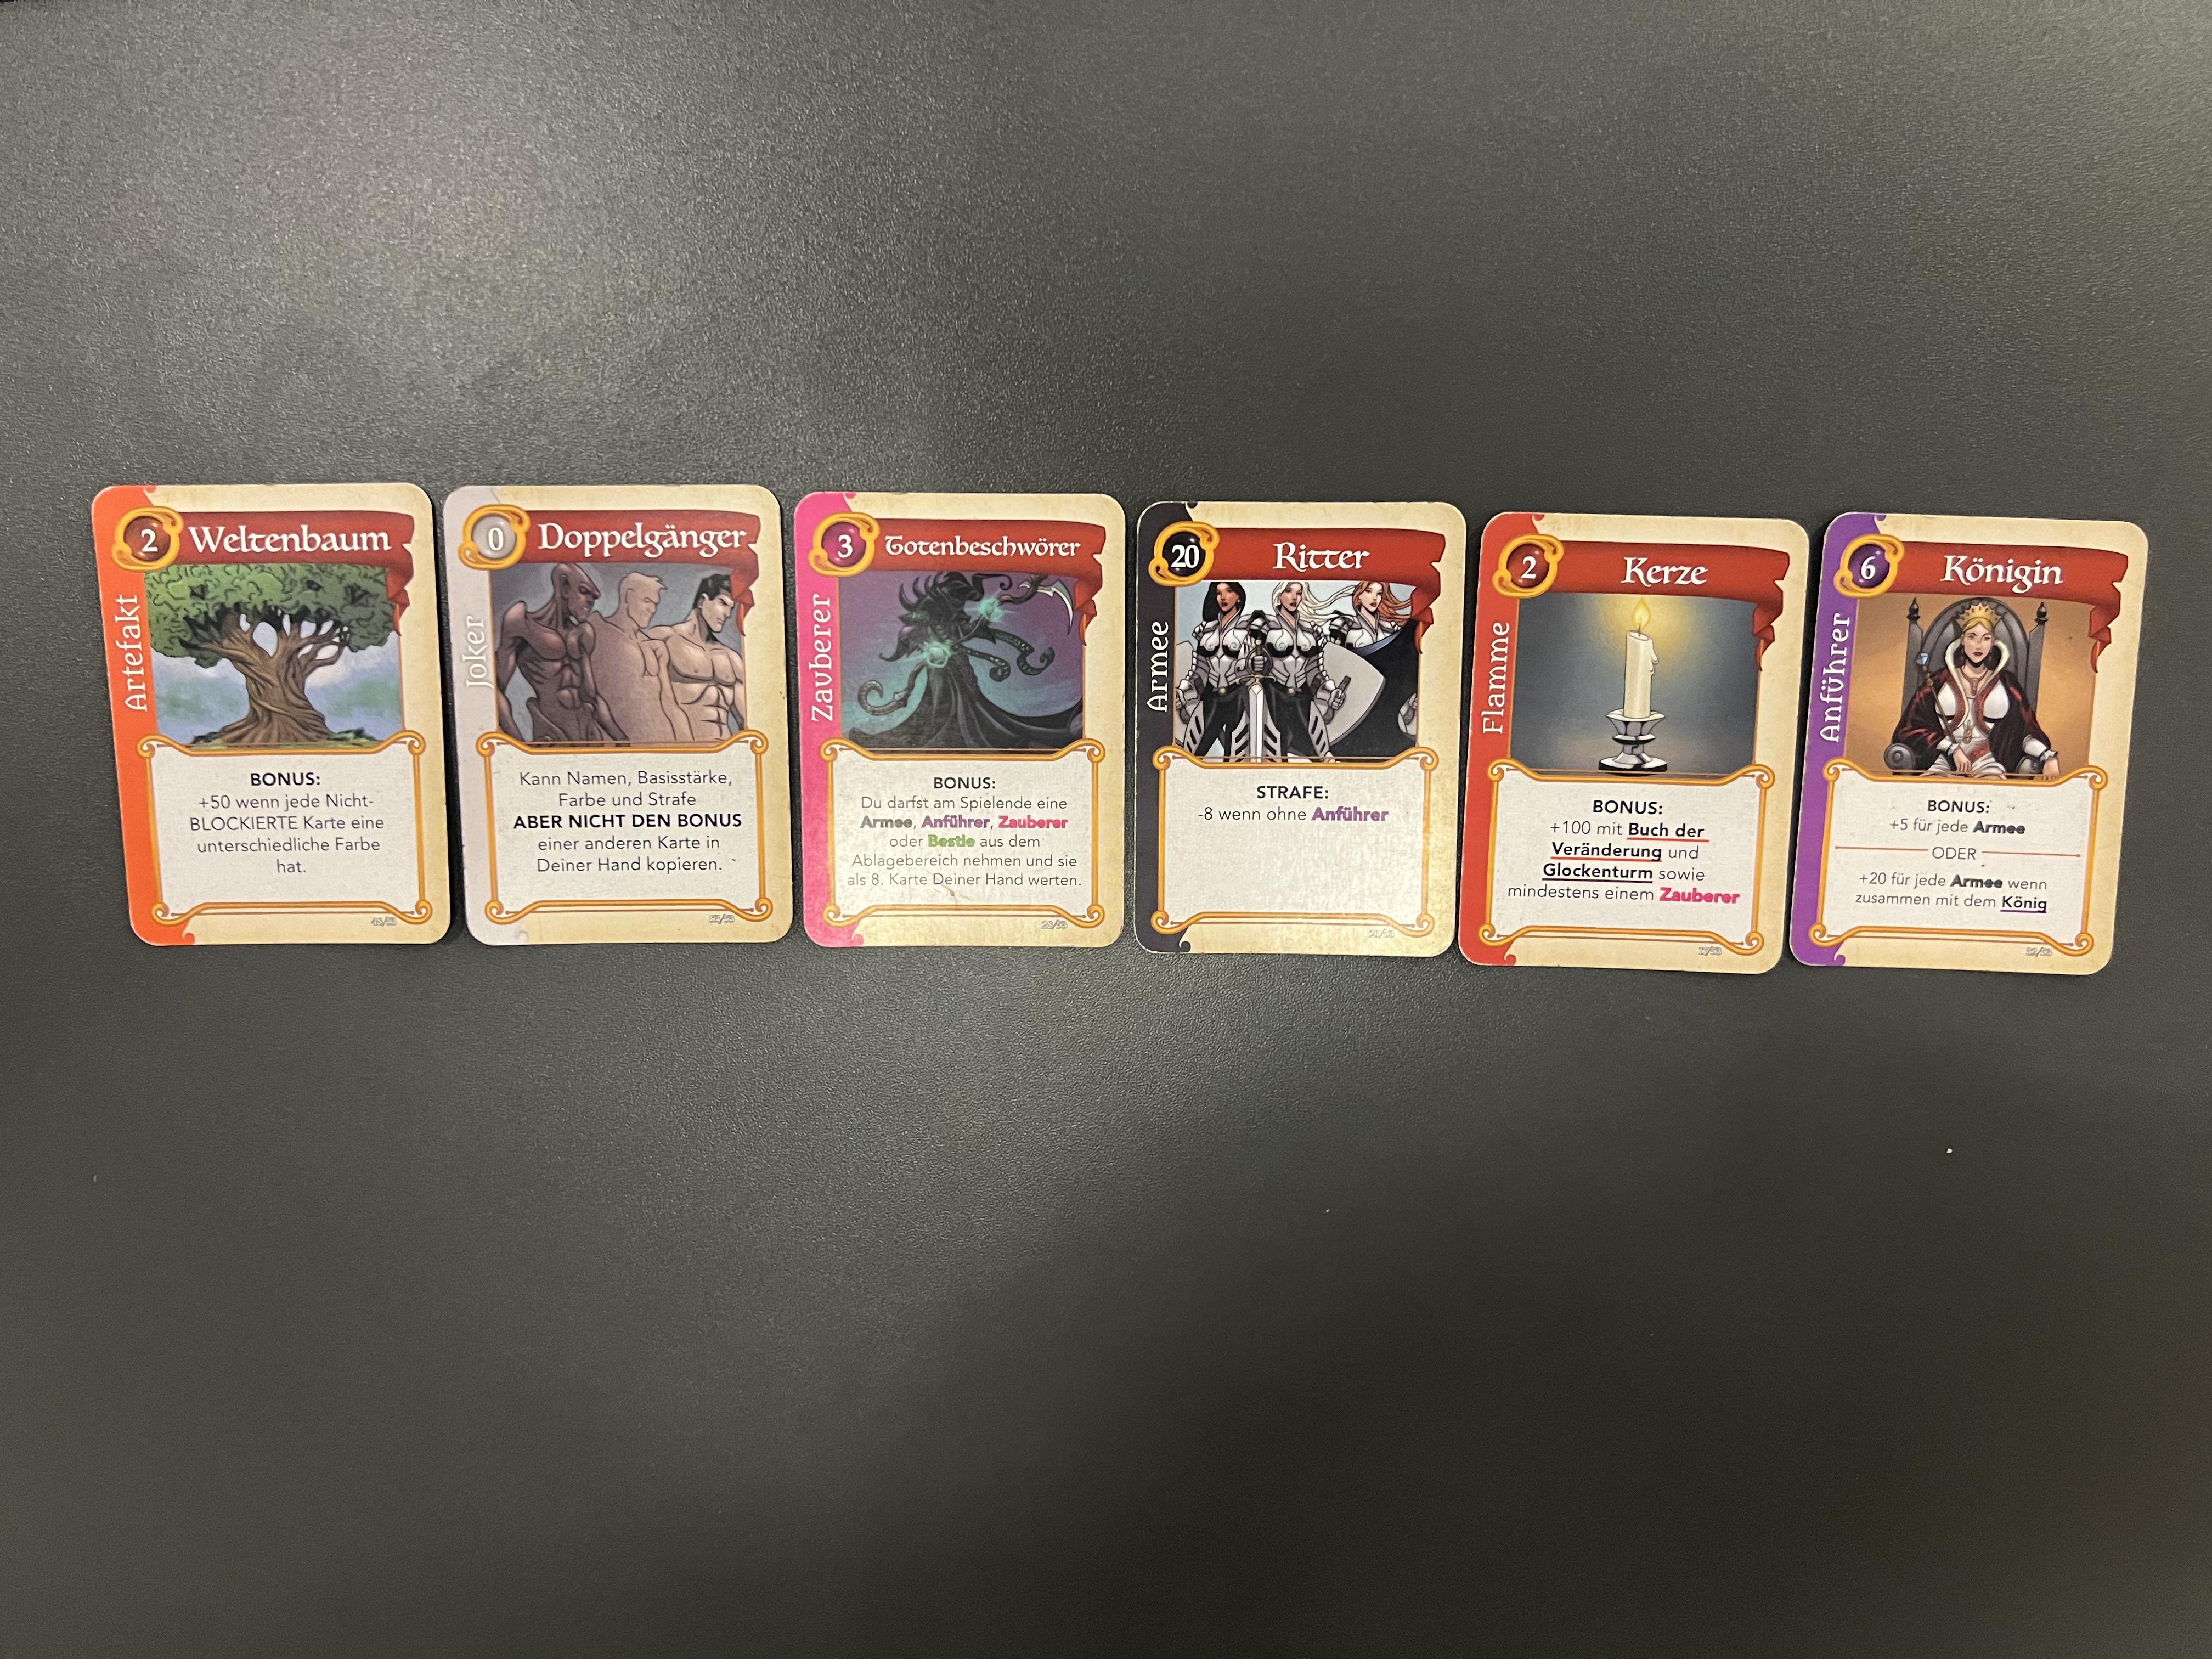 2 Weltenbaum
Artefakt
BONUS:
+50 wenn jede Nicht-
BLOCKIERTE Karte eine
unterschiedliche Farbe
hat.
0 Doppelgänger
Joker
Kann Namen, Basisstärke,
Farbe und Strafe
ABER NICHT DEN BONUS
einer anderen Karte in
Deiner Hand kopieren.
3 Totenbeschwörer
Zauberer
BONUS:
Du darfst am Spielende eine
Armee, Anführer, Zauberer
oder Bestie aus dem
Ablagebereich nehmen und sie
als 8. Karte Deiner Hand werten.
20 Ritter
Armee
STRAFE:
-8 wenn ohne Anführer
2 Kerze
Flamme
BONUS:
+100 mit Buch der
Veränderung und
Glockenturm sowie
mindestens einem Zauberer
17/53
6 Königin
Anführer
BONUS:
+5 für jede Armee
ODER
+20 für jede Armee wenn
zusammen mit dem König